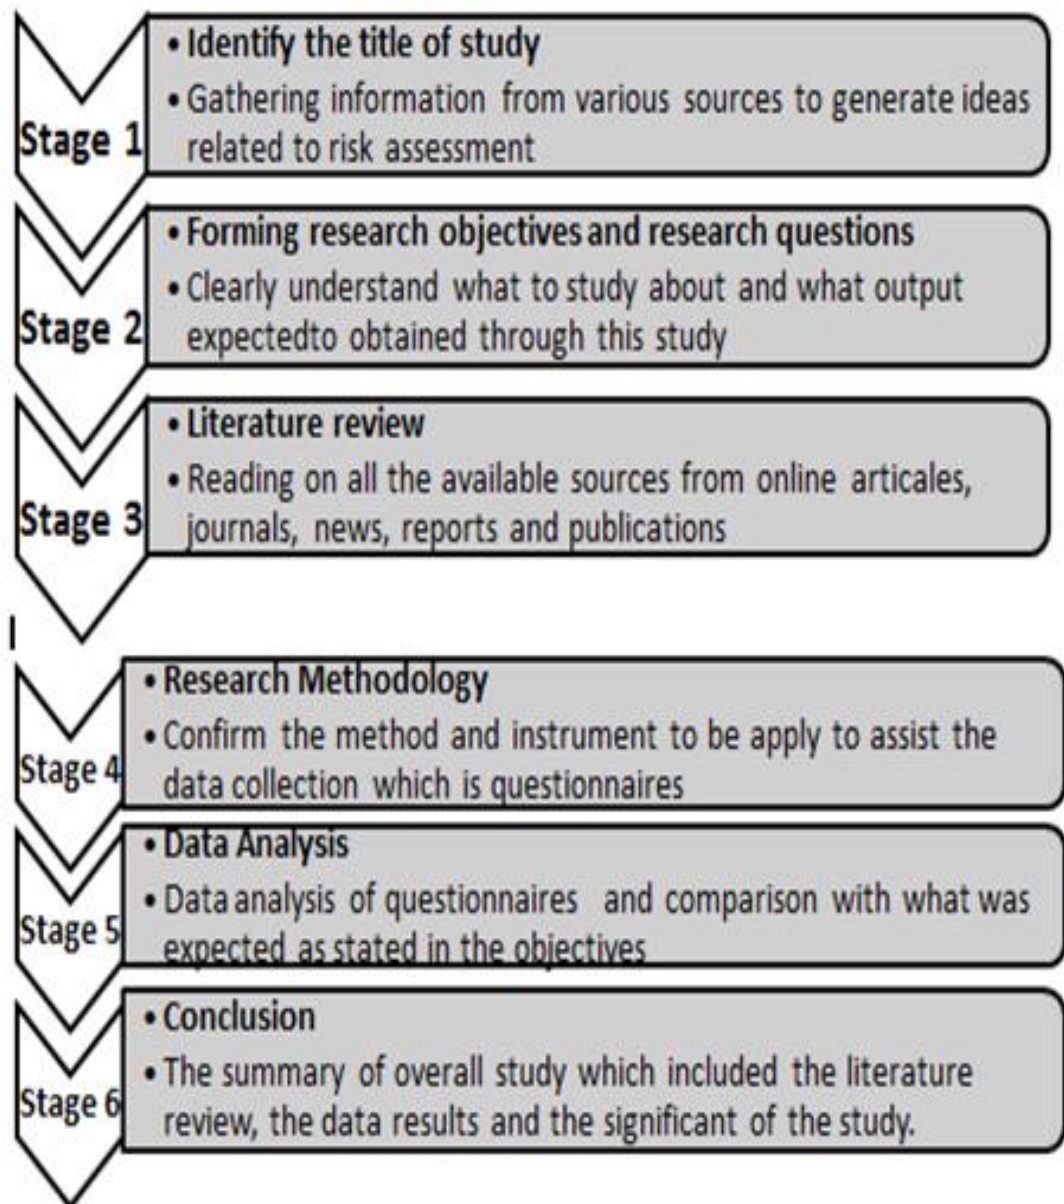 • Identify the title of study
• Gathering information from various sources to generate ideas
related to risk assessment
Stage 1
• Forming research objectives and research questions
• Clearly understand what to study about and what output
expectedto obtained through this study
Stage 2
• Literature review
• Reading on all the available sources from online articales,
journals, news, reports and publications
Stage 3
• Research Methodology
• Confirm the method and instrument to be apply to assist the
data collection which is questionnaires
Stage 4
• Data Analysis
• Data analysis of questionnaires and comparison with what was
expected as stated in the objectives
Stage 5
• Conclusion
• The summary of overall study which included the literature
review, the data results and the significant of the study.
Stage 6